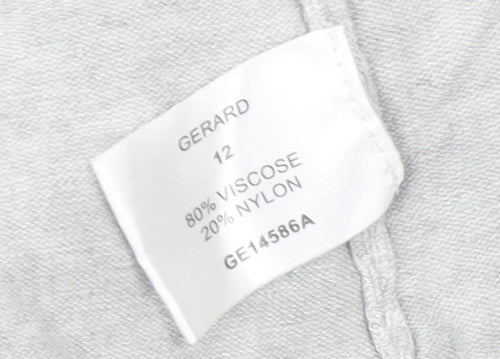 GERARD
12
80% VISCOSE
20% NYLON
GE14586A